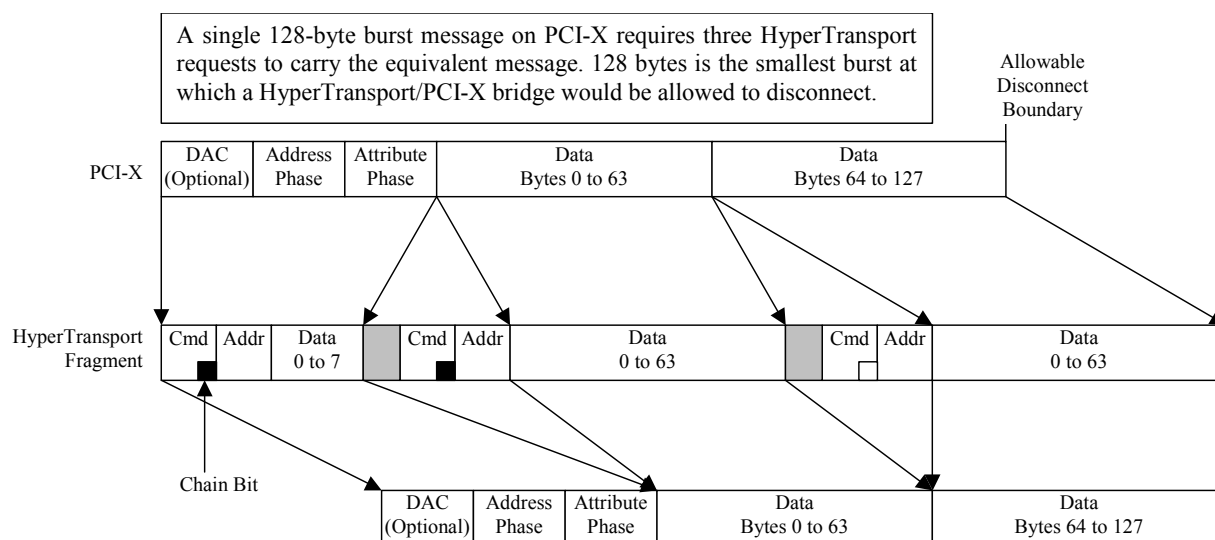 A single 128-byte burst message on PCI-X requires three HyperTransport
requests to carry the equivalent message. 128 bytes is the smallest burst at
which a HyperTransport/PCI-X bridge would be allowed to disconnect.
Allowable
Disconnect
Boundary
PCI-X
DAC
(Optional)
Address
Phase
Attribute
Phase
Data
Bytes 0 to 63
Data
Bytes 64 to 127
HyperTransport
Fragment
Cmd
Addr
Data
0 to 7
Cmd
Addr
Data
0 to 63
Cmd
Addr
Data
0 to 63
Chain Bit
DAC
(Optional)
Address
Phase
Attribute
Phase
Data
Bytes 0 to 63
Data
Bytes 64 to 127